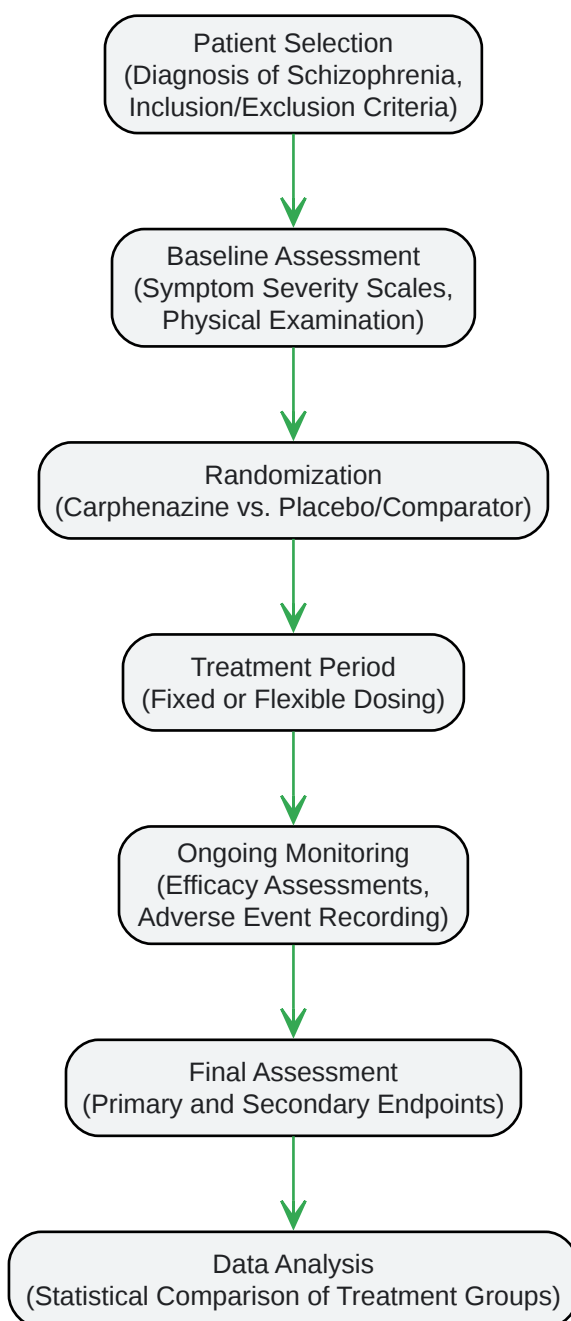 Patient Selection
(Diagnosis of Schizophrenia,
Inclusion/Exclusion Criteria)
Baseline Assessment
(Symptom Severity Scales,
Physical Examination)
Randomization
(Carphenazine vs. Placebo/Comparator)
Treatment Period
(Fixed or Flexible Dosing)
Ongoing Monitoring
(Efficacy Assessments,
Adverse Event Recording)
Final Assessment
(Primary and Secondary Endpoints)
Data Analysis
(Statistical Comparison of Treatment Groups)